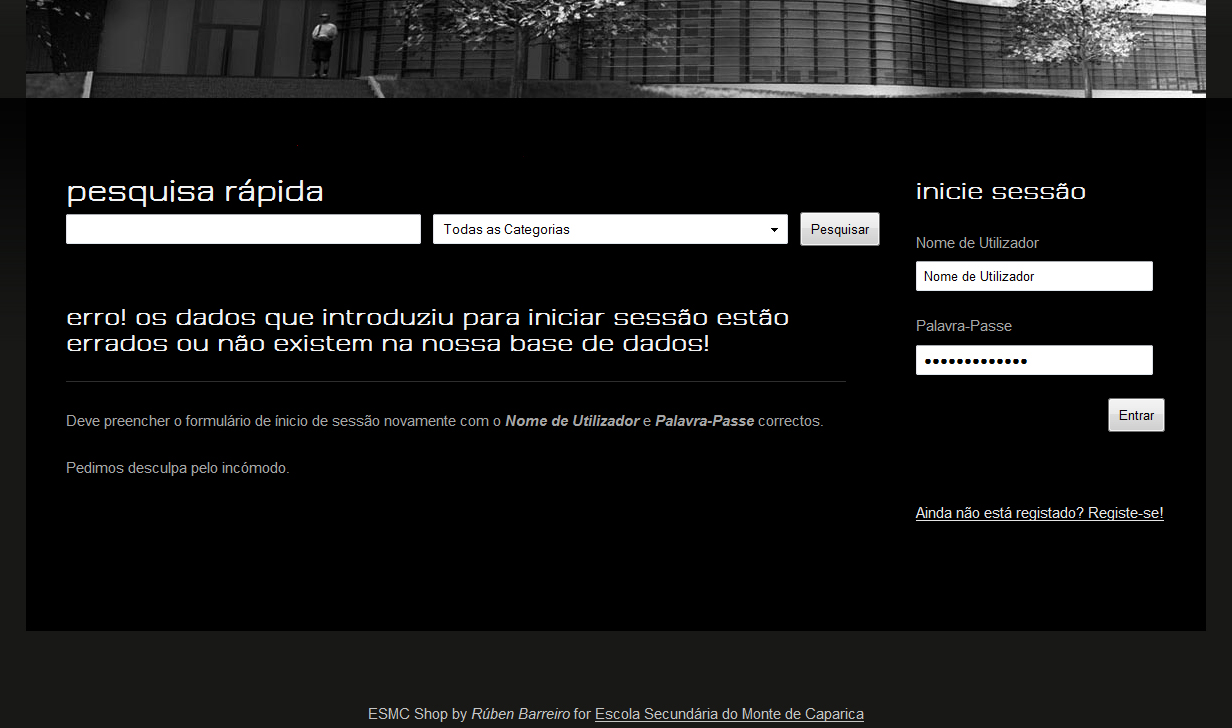 pesquisa rápida
Todas as Categorias
Pesquisar
erro! os dados que introduziu para iniciar sessão estão
errados ou não existem na nossa base de dados!
Deve preencher o formulário de ínicio de sessão novamente com o Nome de Utilizador e Palavra-Passe correctos.
Pedimos desculpa pelo incómodo.
inicie sessão
Nome de Utilizador
Nome de Utilizador
Palavra-Passe
•••••••••••••
Entrar
Ainda não está registado? Registe-se!
ESMC Shop by Rúben Barreiro for Escola Secundária do Monte de Caparica